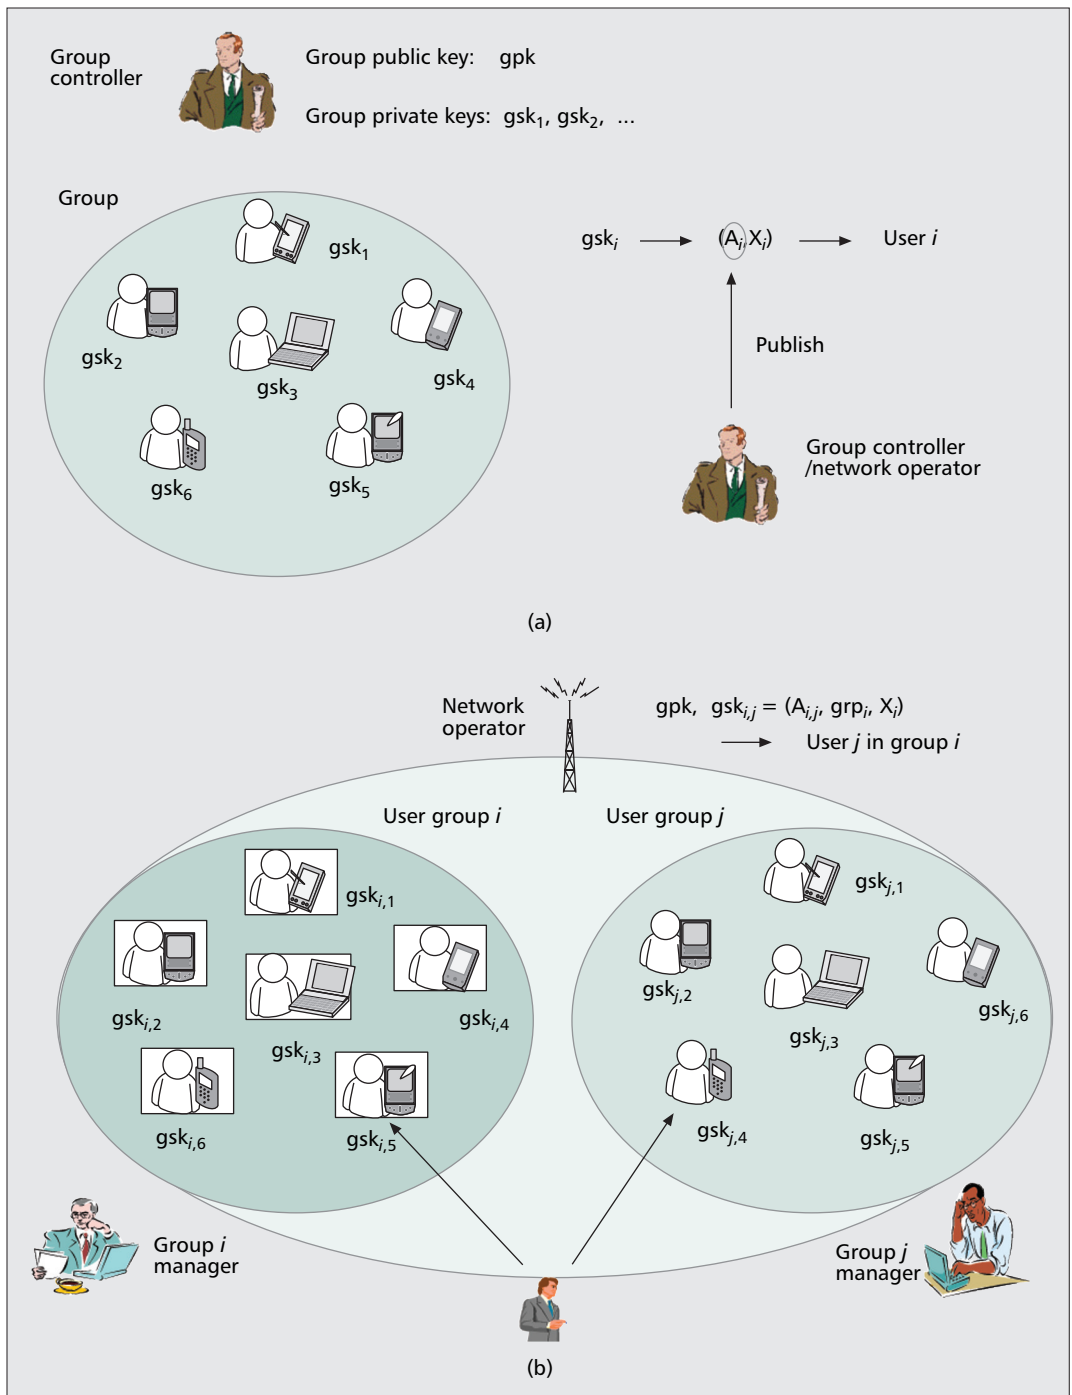 Group
controller
Group public key: gpk
Group private keys: gsk₁, gsk₂, ...
Group
gsk₁
gsk₂
gsk₃
gsk₄
gsk₅
gsk₆
gskᵢ
(Aᵢ,Xᵢ)
User i
Publish
Group controller
/network operator
(a)
Network
operator
gpk, gskᵢ,ⱼ = (Aᵢ,ⱼ, grpᵢ, Xᵢ)
User j in group i
User group i
User group j
gskᵢ,₁
gskᵢ,₂
gskᵢ,₃
gskᵢ,₄
gskᵢ,₅
gskᵢ,₆
gskⱼ,₁
gskⱼ,₂
gskⱼ,₃
gskⱼ,₆
gskⱼ,₄
gskⱼ,₅
Group i
manager
Group j
manager
(b)